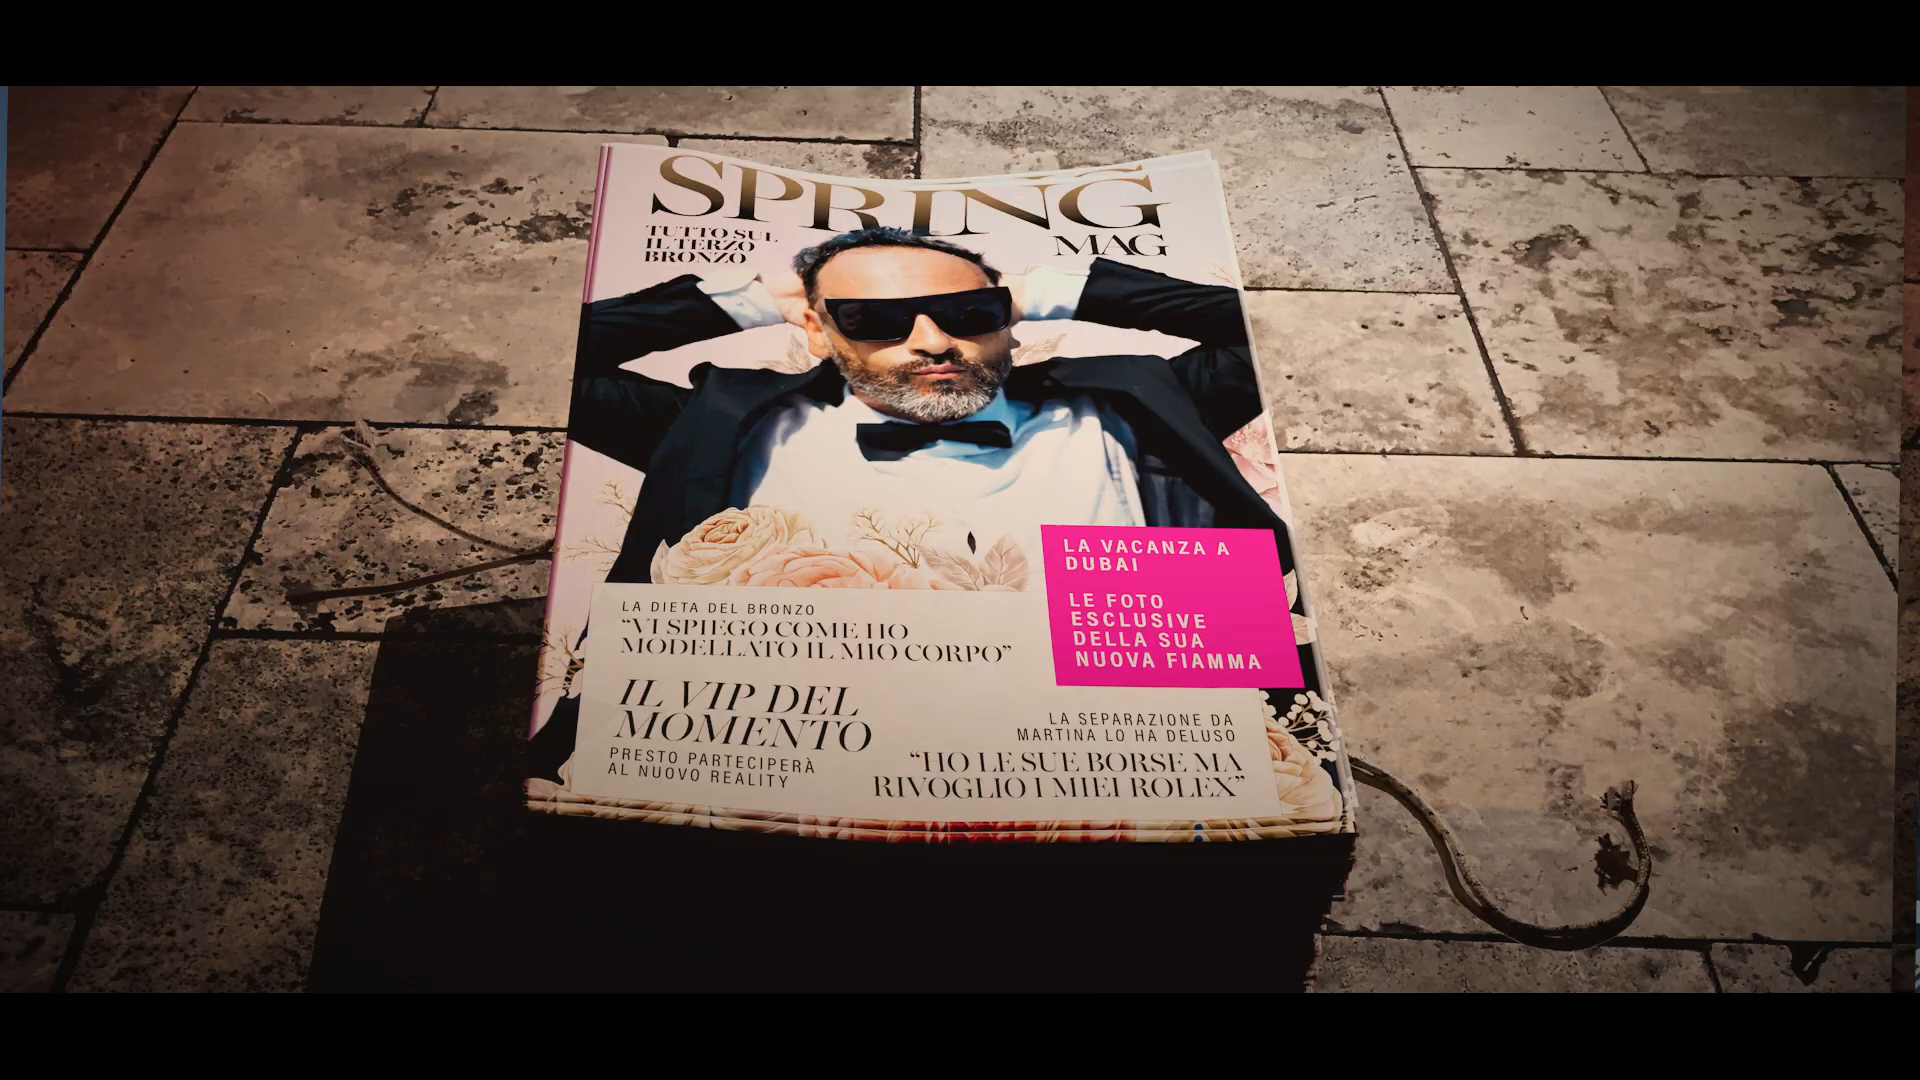 SPRING
MAG
TUTTO SUL
IL TERZO
BRONZO
LA VACANZA A
DUBAI
LE FOTO
ESCLUSIVE
DELLA SUA
NUOVA FIAMMA
LA DIETA DEL BRONZO
“VI SPIEGO COME HO
MODELLATO IL MIO CORPO”
IL VIP DEL
MOMENTO
PRESTO PARTECIPERÀ
AL NUOVO REALITY
LA SEPARAZIONE DA
MARTINA LO HA DELUSO
“HO LE SUE BORSE MA
RIVOGLIO I MIEI ROLEX”